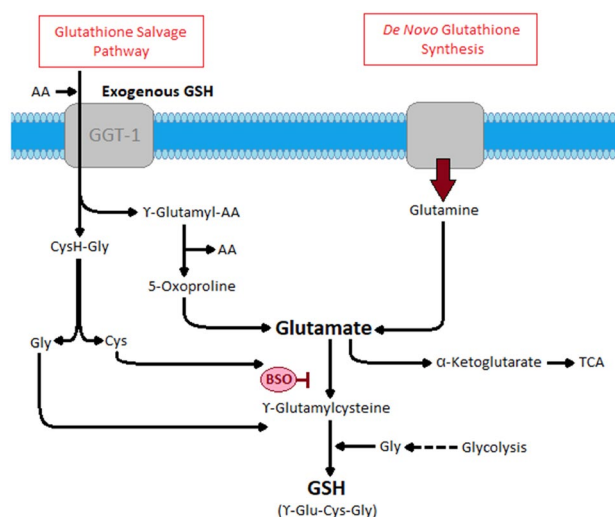 Glutathione Salvage
Pathway
De Novo Glutathione
Synthesis
AA
Exogenous GSH
GGT-1
ϒ-Glutamyl-AA
Glutamine
CysH-Gly
AA
5-Oxoproline
Glutamate
Gly
Cys
α-Ketoglutarate
TCA
BSO
ϒ-Glutamylcysteine
Gly
Glycolysis
GSH
(ϒ-Glu-Cys-Gly)